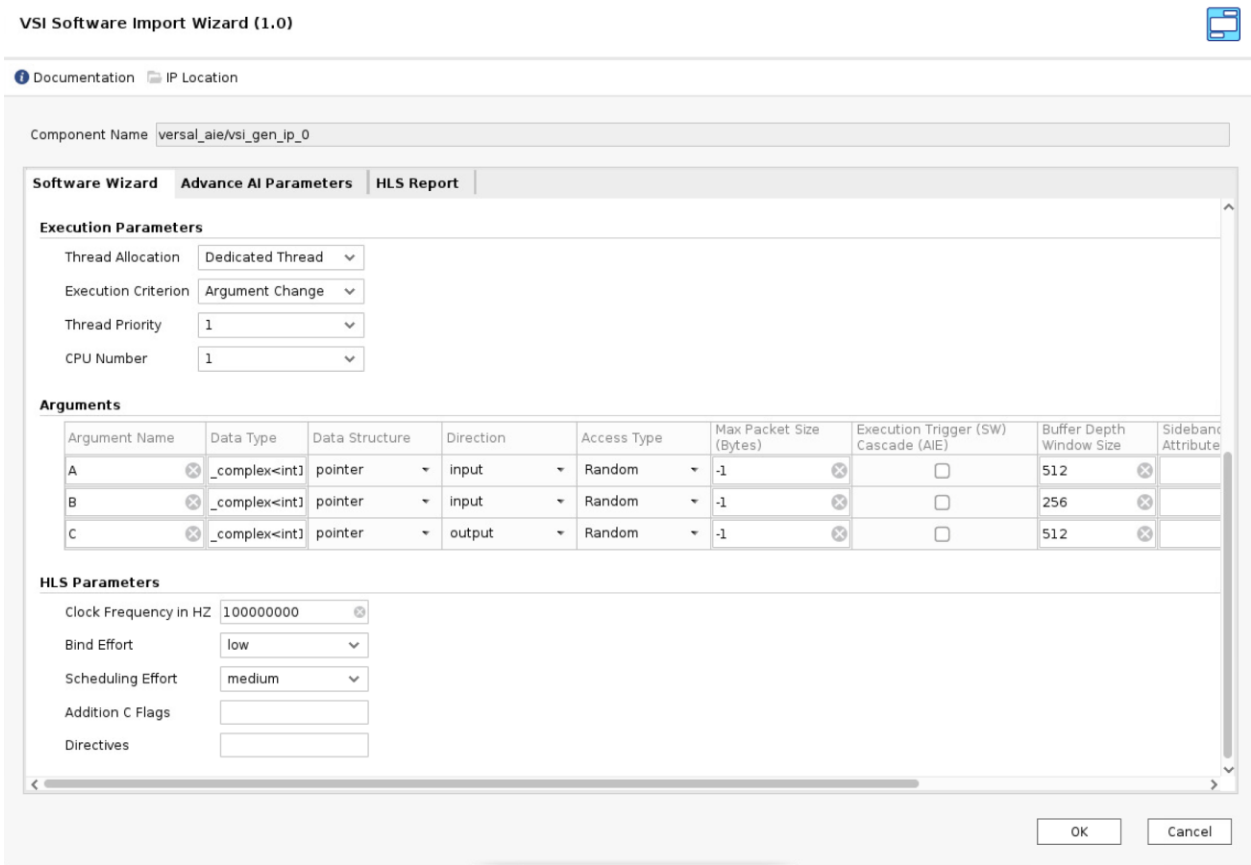 VSI Software Import Wizard (1.0)
Documentation IP Location
Component Name versal_aie/vsi_gen_ip_0
Software Wizard Advance AI Parameters HLS Report
Execution Parameters
Thread Allocation Dedicated Thread
Execution Criterion Argument Change
Thread Priority 1
CPU Number 1
Arguments
Argument Name Data Type Data Structure Direction Access Type Max Packet Size (Bytes) Execution Trigger (SW) Cascade (AIE) Buffer Depth Window Size Sideband Attribute
A _complex<int1 pointer input Random -1 512
B _complex<int1 pointer input Random -1 256
C _complex<int1 pointer output Random -1 512
HLS Parameters
Clock Frequency in HZ 100000000
Bind Effort low
Scheduling Effort medium
Addition C Flags
Directives
OK Cancel